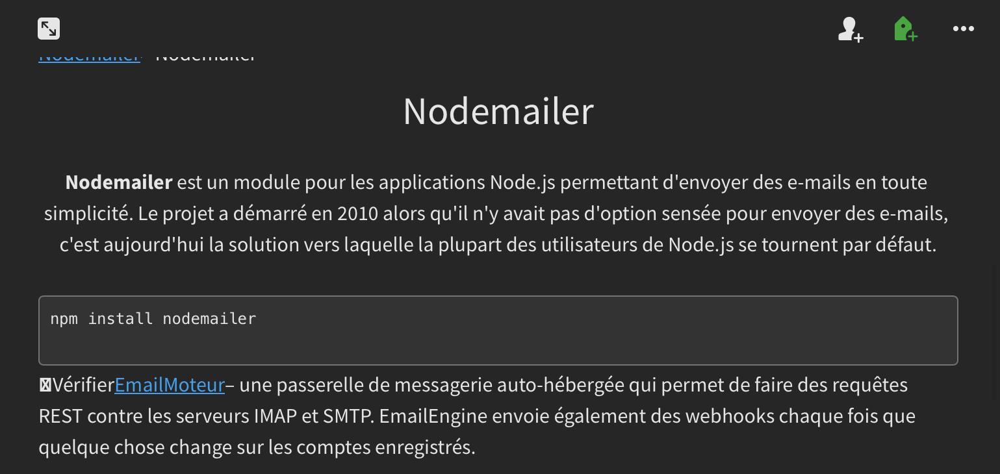 Nodemailer Nodemailer
Nodemailer
Nodemailer est un module pour les applications Node.js permettant d'envoyer des e-mails en toute
simplicité. Le projet a démarré en 2010 alors qu'il n'y avait pas d'option sensée pour envoyer des e-mails,
c'est aujourd'hui la solution vers laquelle la plupart des utilisateurs de Node.js se tournent par défaut.
npm install nodemailer
VérifierEmailMoteur– une passerelle de messagerie auto-hébergée qui permet de faire des requêtes
REST contre les serveurs IMAP et SMTP. EmailEngine envoie également des webhooks chaque fois que
quelque chose change sur les comptes enregistrés.